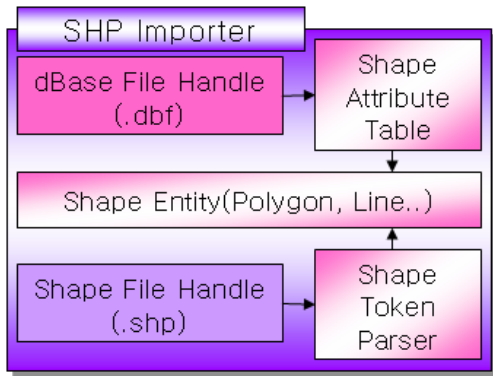 SHP Importer
dBase File Handle
(.dbf)
Shape
Attribute
Table
Shape Entity(Polygon, Line..)
Shape File Handle
(.shp)
Shape
Token
Parser